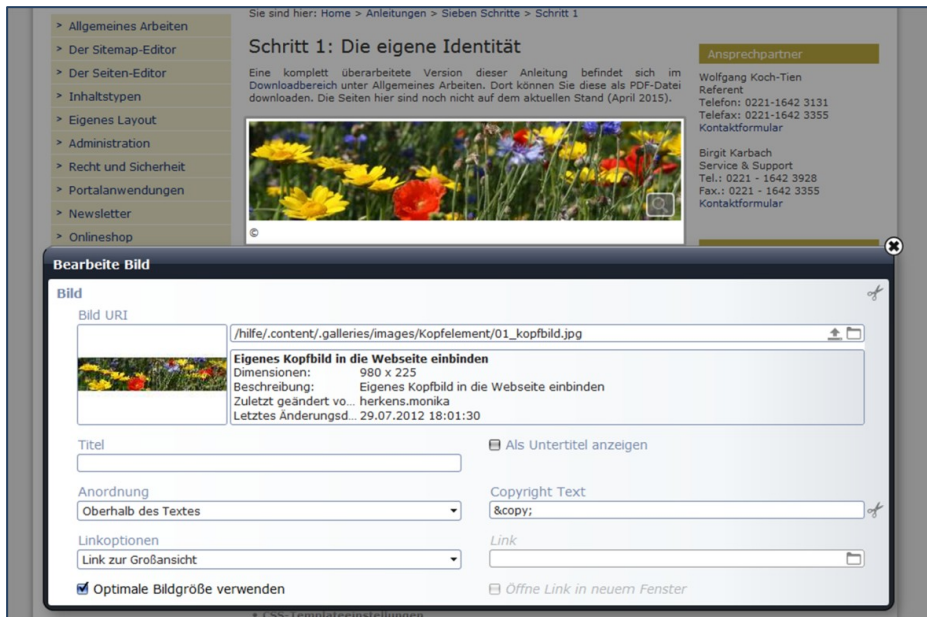 Sie sind hier: Home > Anleitungen > Sieben Schritte > Schritt 1
> Allgemeines Arbeiten
> Der Sitemap-Editor
> Der Seiten-Editor
> Inhaltstypen
> Eigenes Layout
> Administration
> Recht und Sicherheit
> Portalanwendungen
> Newsletter
> Onlineshop
Schritt 1: Die eigene Identität
Eine komplett überarbeitete Version dieser Anleitung befindet sich im
Downloadbereich unter Allgemeines Arbeiten. Dort können Sie diese als PDF-Datei
downloaden. Die Seiten hier sind noch nicht auf dem aktuellen Stand (April 2015).
©
Ansprechpartner
Wolfgang Koch-Tien
Referent
Telefon: 0221-1642 3131
Telefax: 0221-1642 3355
Kontaktformular
Birgit Karbach
Service & Support
Tel.: 0221 - 1642 3928
Fax.: 0221 - 1642 3355
Kontaktformular
Bearbeite Bild
Bild
Bild URI
/hilfe/.content/.galleries/images/Kopfelement/01_kopfbild.jpg
Eigenes Kopfbild in die Webseite einbinden
Dimensionen: 980 x 225
Beschreibung: Eigenes Kopfbild in die Webseite einbinden
Zuletzt geändert vo... herkens.monika
Letztes Änderungsd... 29.07.2012 18:01:30
Titel
Als Untertitel anzeigen
Anordnung
Oberhalb des Textes
Copyright Text
&copy;
Linkoptionen
Link zur Großansicht
Link
Optimale Bildgröße verwenden
Öffne Link in neuem Fenster
CSS-Templateeinstellungen